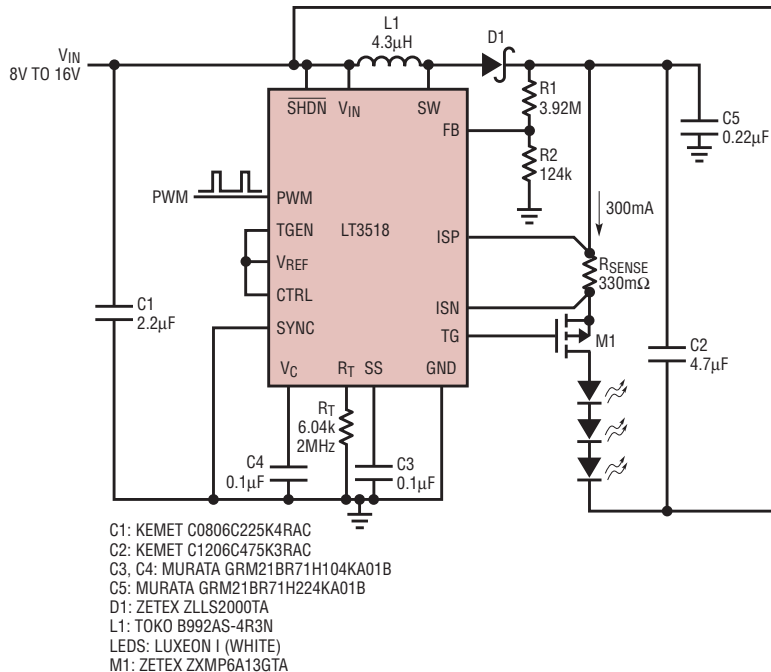 L1
4.3µH
D1
VIN
8V TO 16V
SHDN
VIN
SW
FB
R1
3.92M
R2
124k
C5
0.22µF
PWM
PWM
TGEN
LT3518
VREF
CTRL
SYNC
ISP
ISN
TG
300mA
RSENSE
330mΩ
M1
C1
2.2µF
C2
4.7µF
VC
RT
SS
GND
RT
6.04k
2MHz
C4
0.1µF
C3
0.1µF
C1: KEMET C0806C225K4RAC
C2: KEMET C1206C475K3RAC
C3, C4: MURATA GRM21BR71H104KA01B
C5: MURATA GRM21BR71H224KA01B
D1: ZETEX ZLLS2000TA
L1: TOKO B992AS-4R3N
LEDS: LUXEON I (WHITE)
M1: ZETEX ZXMP6A13GTA